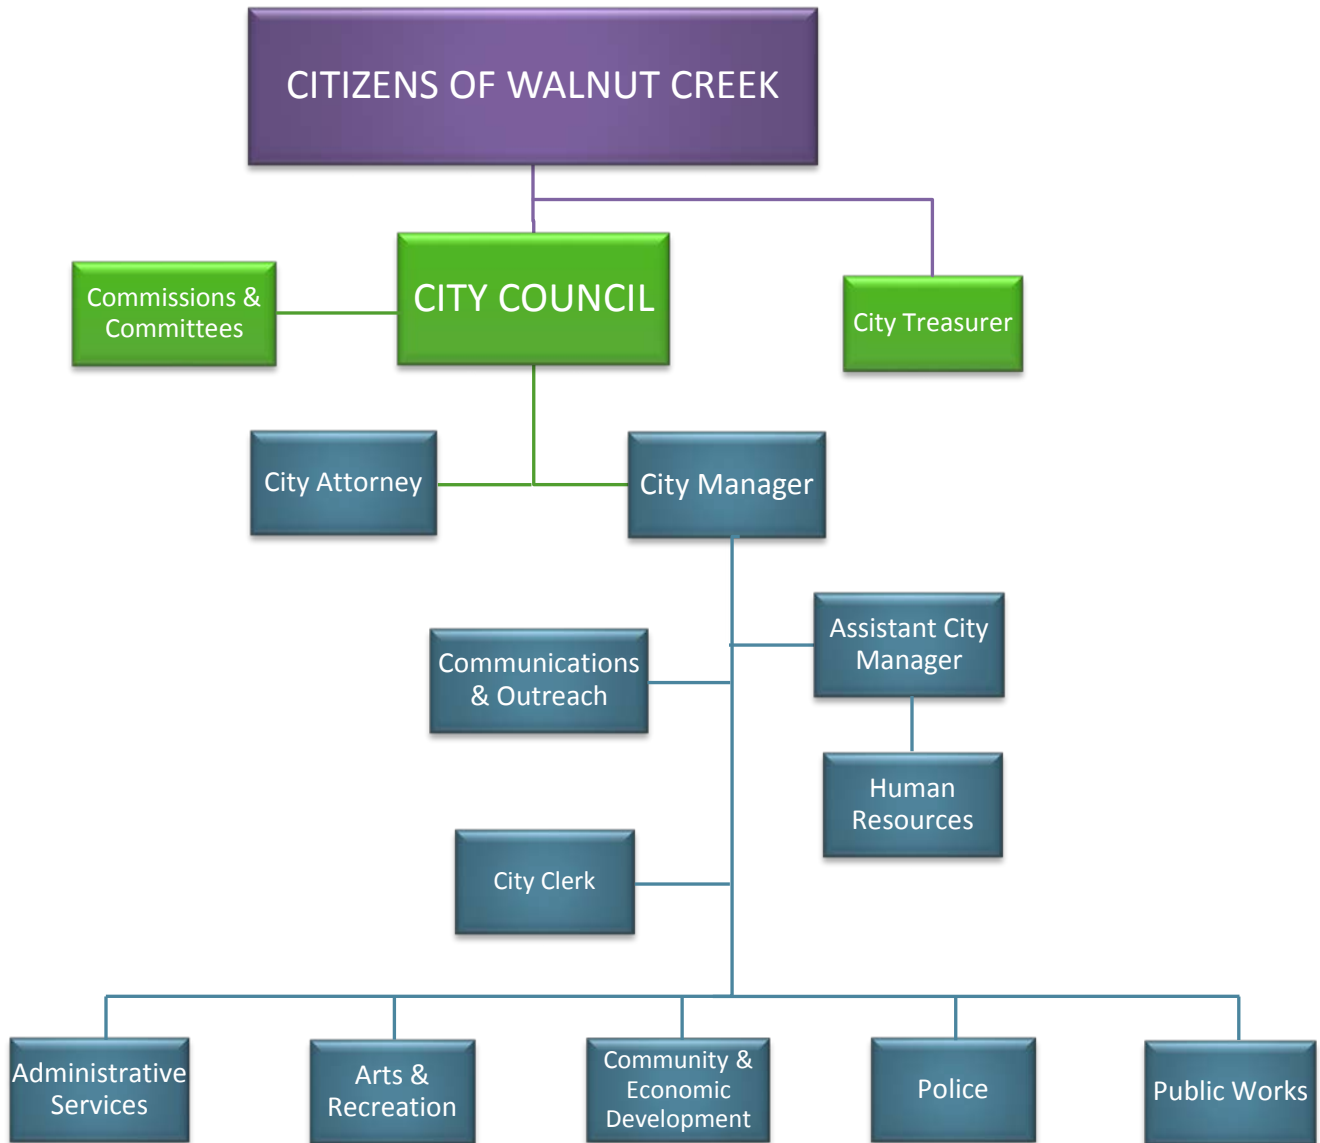 CITIZENS OF WALNUT CREEK
Commissions &
Committees
CITY COUNCIL
City Treasurer
City Attorney
City Manager
Assistant City
Manager
Communications
& Outreach
Human
Resources
City Clerk
Administrative
Services
Arts &
Recreation
Community &
Economic
Development
Police
Public Works